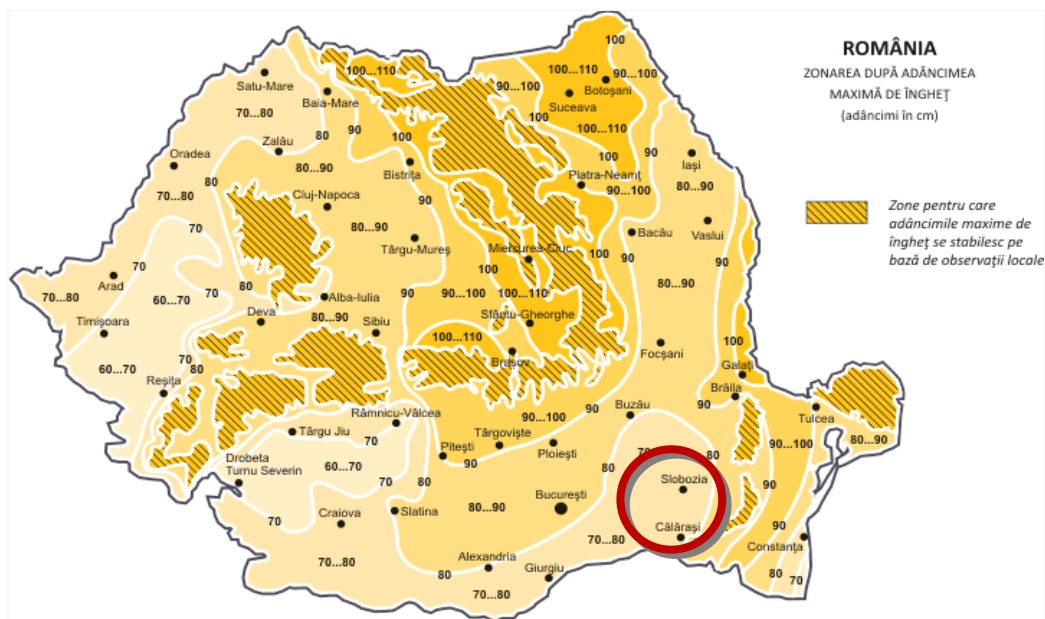 ROMÂNIA
ZONAREA DUPĂ ADÂNCIMEA
MAXIMĂ DE ÎNGHEȚ
(adâncimi în cm)
Zone pentru care
adâncimile maxime de
îngheț se stabilesc pe
bază de observații locale
100
100...110
90...100
100...110
90...100
Satu-Mare
Botoșani
Baia-Mare
Suceava
70...80
80
90
100
100
100...110
Zalău
100
90
Iași
Oradea
80...90
Bistrița
Piatra-Neamț
80...90
70...80
80
90...100
Cluj-Napoca
90
Vaslui
70
80...90
Bacău
Târgu-Mureș
Miercurea-Ciuc
90
100
100
90
70
70
80
80...90
Arad
60...70
90
90...100
100...110
70...80
Alba-Iulia
Deva
80...90
Sfântu-Gheorghe
Timișoara
Sibiu
100...110
100
Focșani
70
Brașov
60...70
80
Galați
Reșița
Brăila
90
90
Tulcea
90...100
Buzău
Râmnicu-Vâlcea
Târgu Jiu
70
Târgoviște
80...90
Ploiești
90...100
Pitești
80
60...70
90
80
Drobeta
Turnu Severin
70
Slobozia
90
București
70
Craiova
Slatina
80...90
90
Călărași
70...80
Constanța
70...80
Alexandria
80
Giurgiu
80
70
70...80